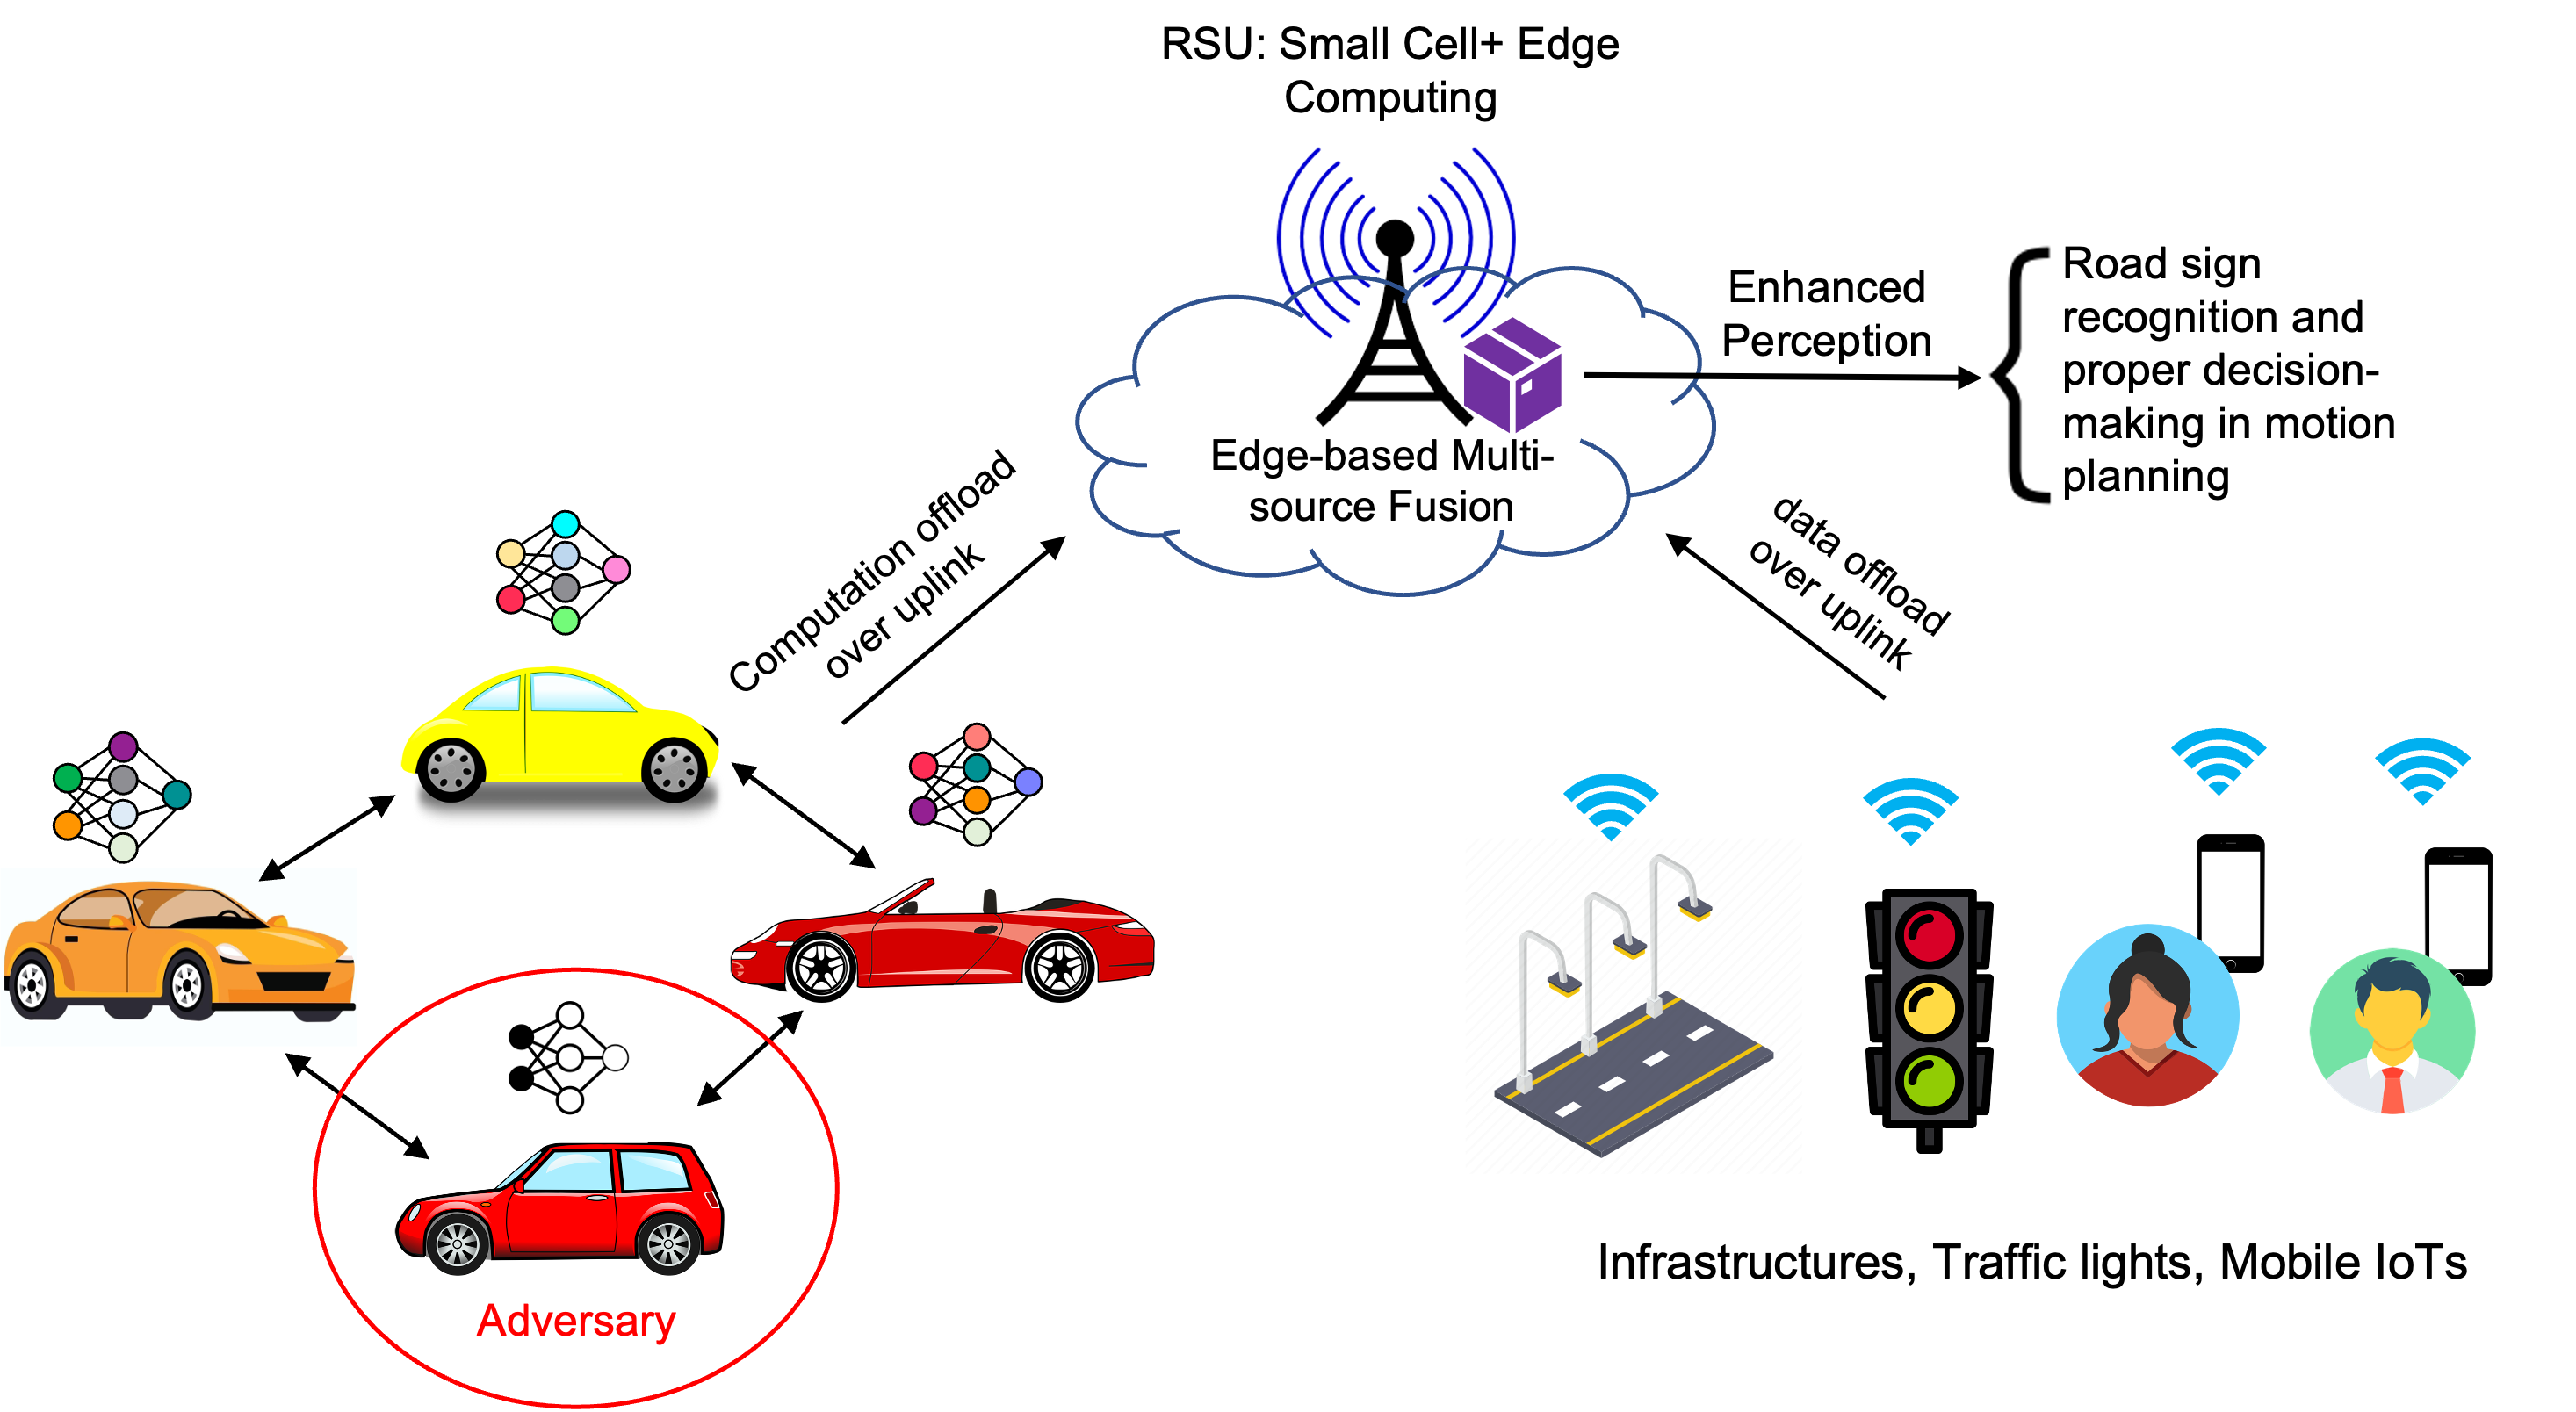 RSU: Small Cell+ Edge
Computing
Enhanced
Perception
Road sign
recognition and
proper decision-
making in motion
planning
Edge-based Multi-
source Fusion
Computation offload
over uplink
data offload
over uplink
Infrastructures, Traffic lights, Mobile IoTs
Adversary